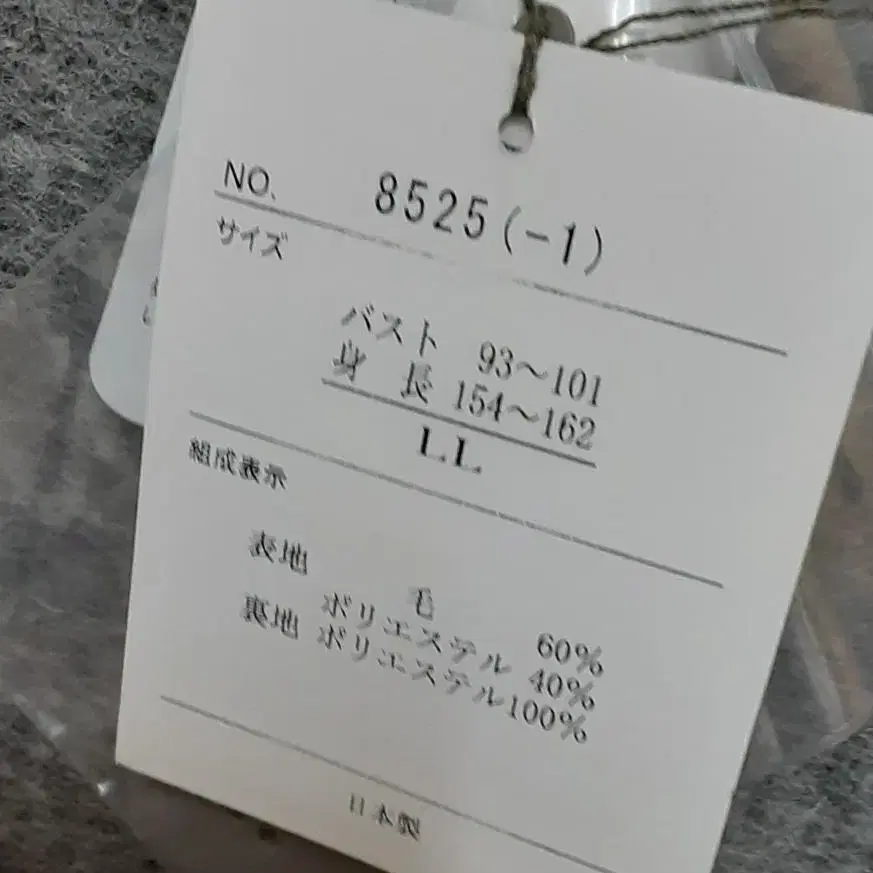 NO. 8525(-1)
サイズ
バスト 93～101
身 長 154～162
LL
組成表示
表地 毛 60%
ポリエステル 40%
裏地 ポリエステル100%
日本製